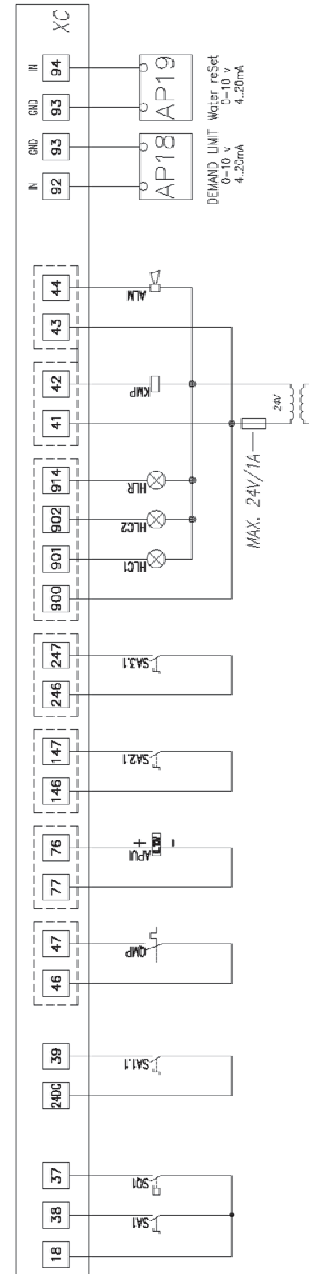 XC
18 38 37 39 46 47 77 76 146 147 246 247 900 901 902 914 41 42 43 44 92 93 93 94
IN GND GND IN
SA1 SQ1 SA1.1 QMP + - SA2.1 SA3.1 HLC1 HLC2 HLR KMP ALM
AP18 AP19
DEMAND LIMIT
0-10 v
4..20mA
Water reSet
0-10 v
4..20mA
MAX. 24V/1A
24V